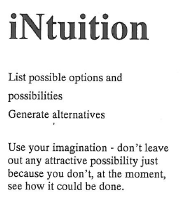 iNtuition
List possible options and
possibilities
Generate alternatives
Use your imagination - don't leave
out any attractive possibility just
because you don't, at the moment,
see how it could be done.